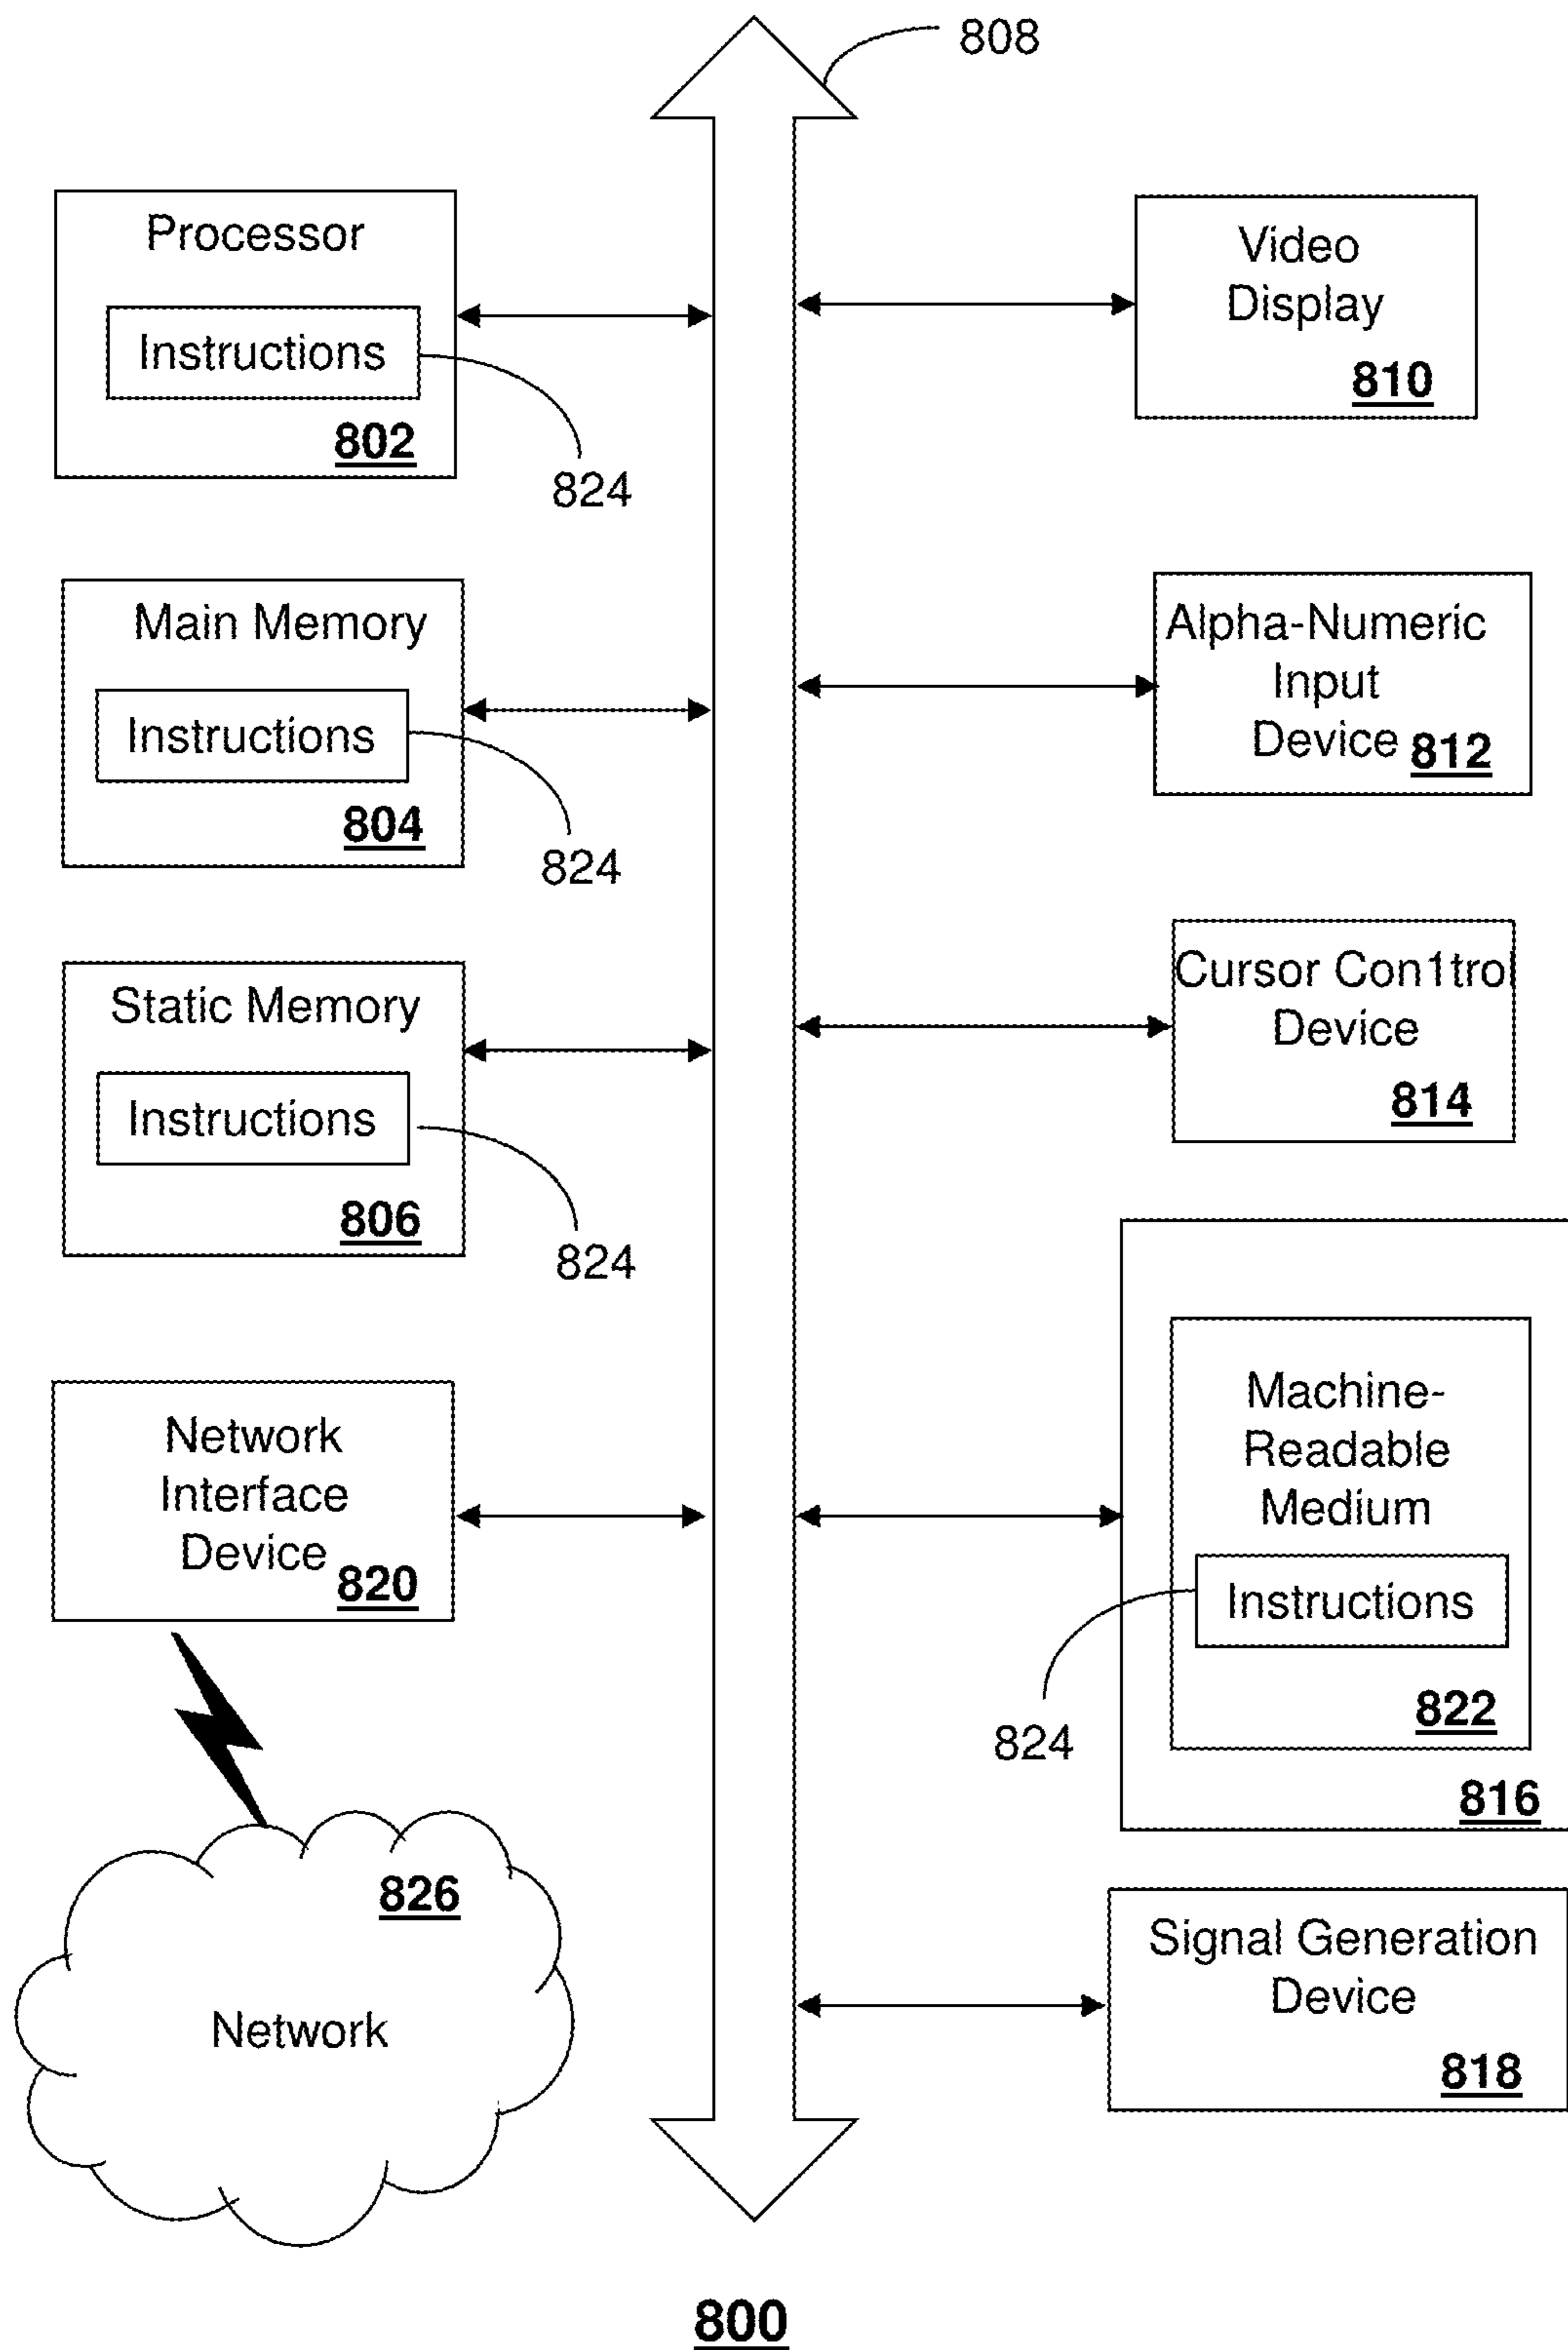 808
Processor
Instructions
802
824
Main Memory
Instructions
804
824
Static Memory
Instructions
806
824
Network
Interface
Device
820
826
Network
Video
Display
810
Alpha-Numeric
Input
Device 812
Cursor Con1trol
Device
814
Machine-
Readable
Medium
Instructions
822
824
816
Signal Generation
Device
818
800